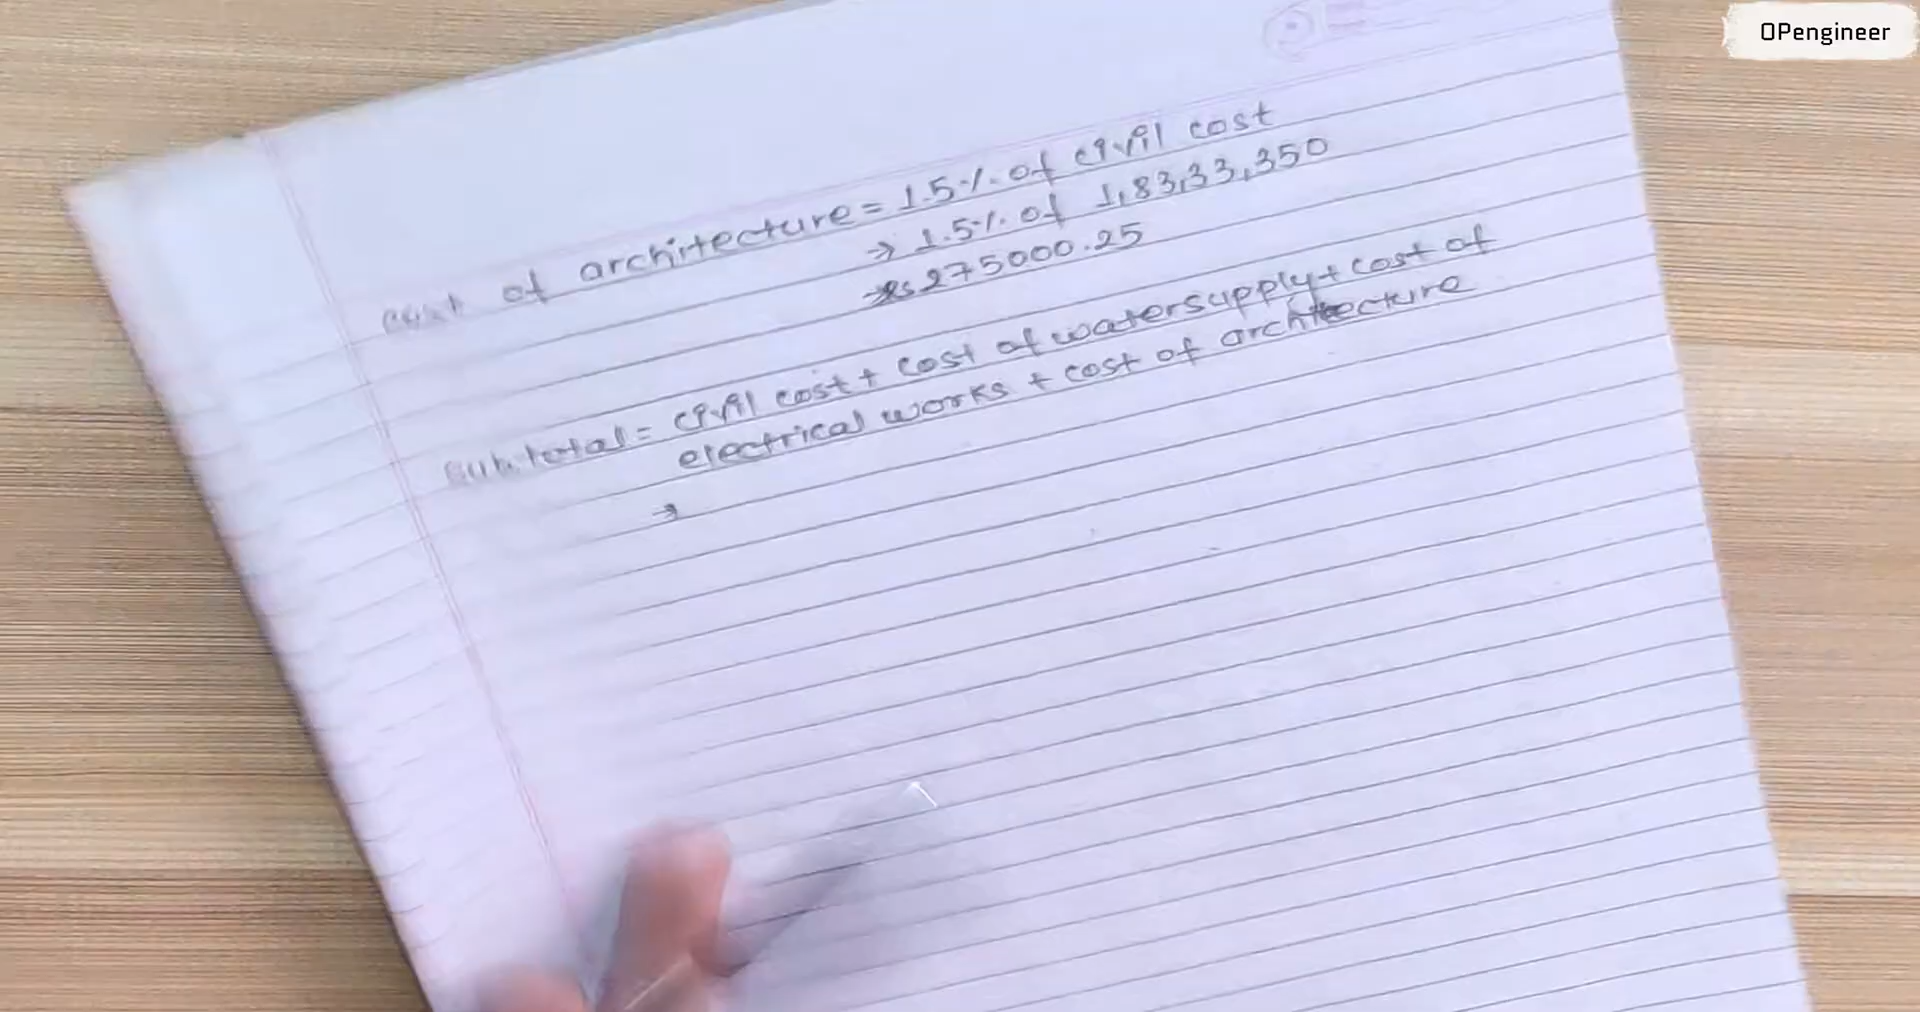 OPengineer
cost of architecture = 1.5% of civil cost
→ 1.5% of 1,83,33,350
→ Rs 275000.25
Sub total = civil cost + cost of watersupply + cost of
electrical works + cost of architecture
→